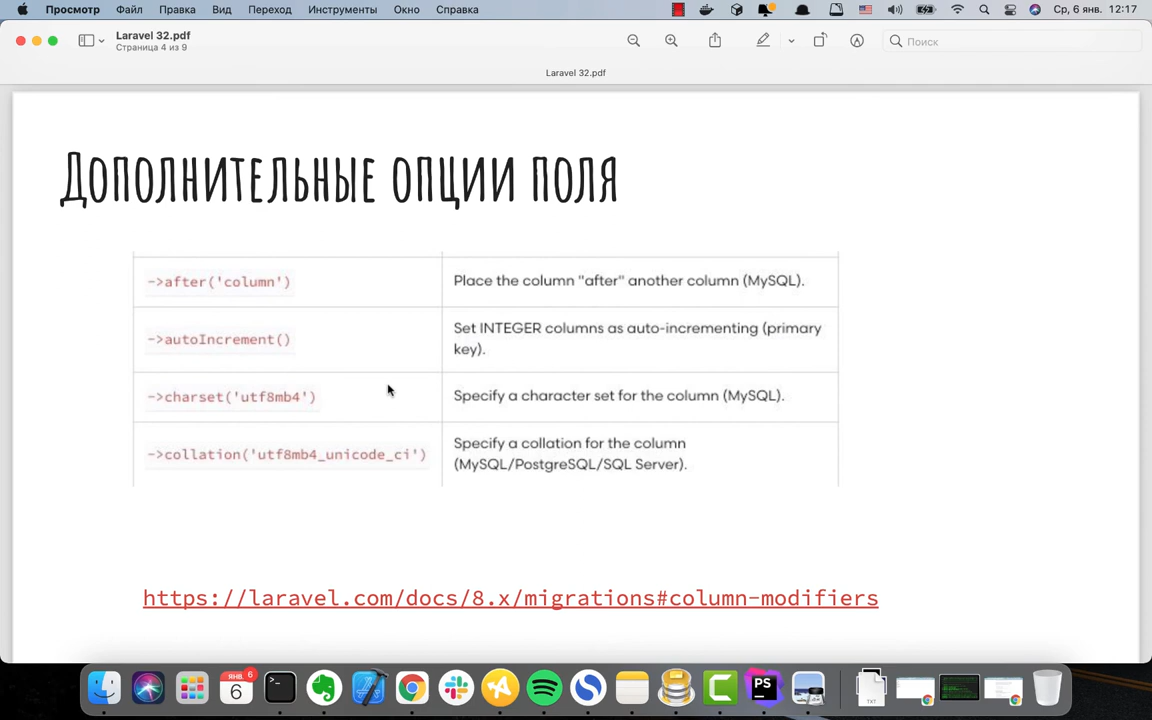 Просмотр Файл Правка Вид Переход Инструменты Окно Справка Ср, 6 янв. 12:17
Laravel 32.pdf
Страница 4 из 9
Поиск
Laravel 32.pdf
Дополнительные опции поля
->after('column') Place the column "after" another column (MySQL).
->autoIncrement() Set INTEGER columns as auto-incrementing (primary
key).
->charset('utf8mb4') Specify a character set for the column (MySQL).
->collation('utf8mb4_unicode_ci') Specify a collation for the column
(MySQL/PostgreSQL/SQL Server).
https://laravel.com/docs/8.x/migrations#column-modifiers
ЯНВ. 6
6
>_
PS
TXT